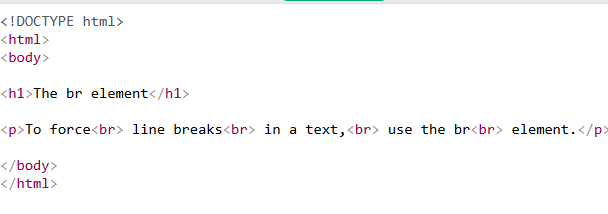 <!DOCTYPE html>
<html>
<body>
<h1>The br element</h1>
<p>To force<br> line breaks<br> in a text,<br> use the br<br> element.</p>
</body>
</html>